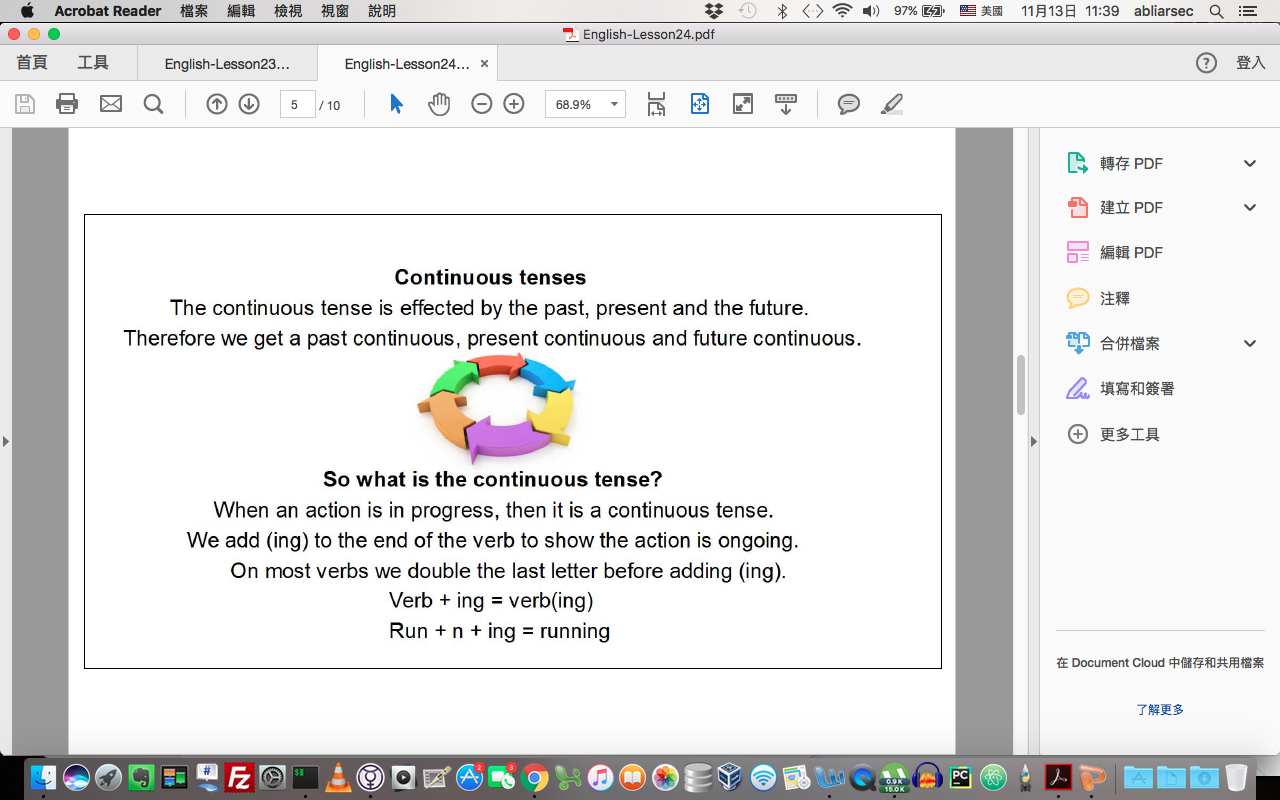 Acrobat Reader 檔案 編輯 檢視 視窗 說明 97% 美國 11月13日 11:39 abliarsec
English-Lesson24.pdf
首頁 工具 English-Lesson23... English-Lesson24... × ? 登入
5 / 10 68.9%
Continuous tenses
The continuous tense is effected by the past, present and the future.
Therefore we get a past continuous, present continuous and future continuous.
So what is the continuous tense?
When an action is in progress, then it is a continuous tense.
We add (ing) to the end of the verb to show the action is ongoing.
On most verbs we double the last letter before adding (ing).
Verb + ing = verb(ing)
Run + n + ing = running
轉存 PDF
建立 PDF
編輯 PDF
注釋
合併檔案
填寫和簽署
更多工具
在 Document Cloud 中儲存和共用檔案
了解更多
# Fz $$ 2 3 0.9 K 15.0 K PC